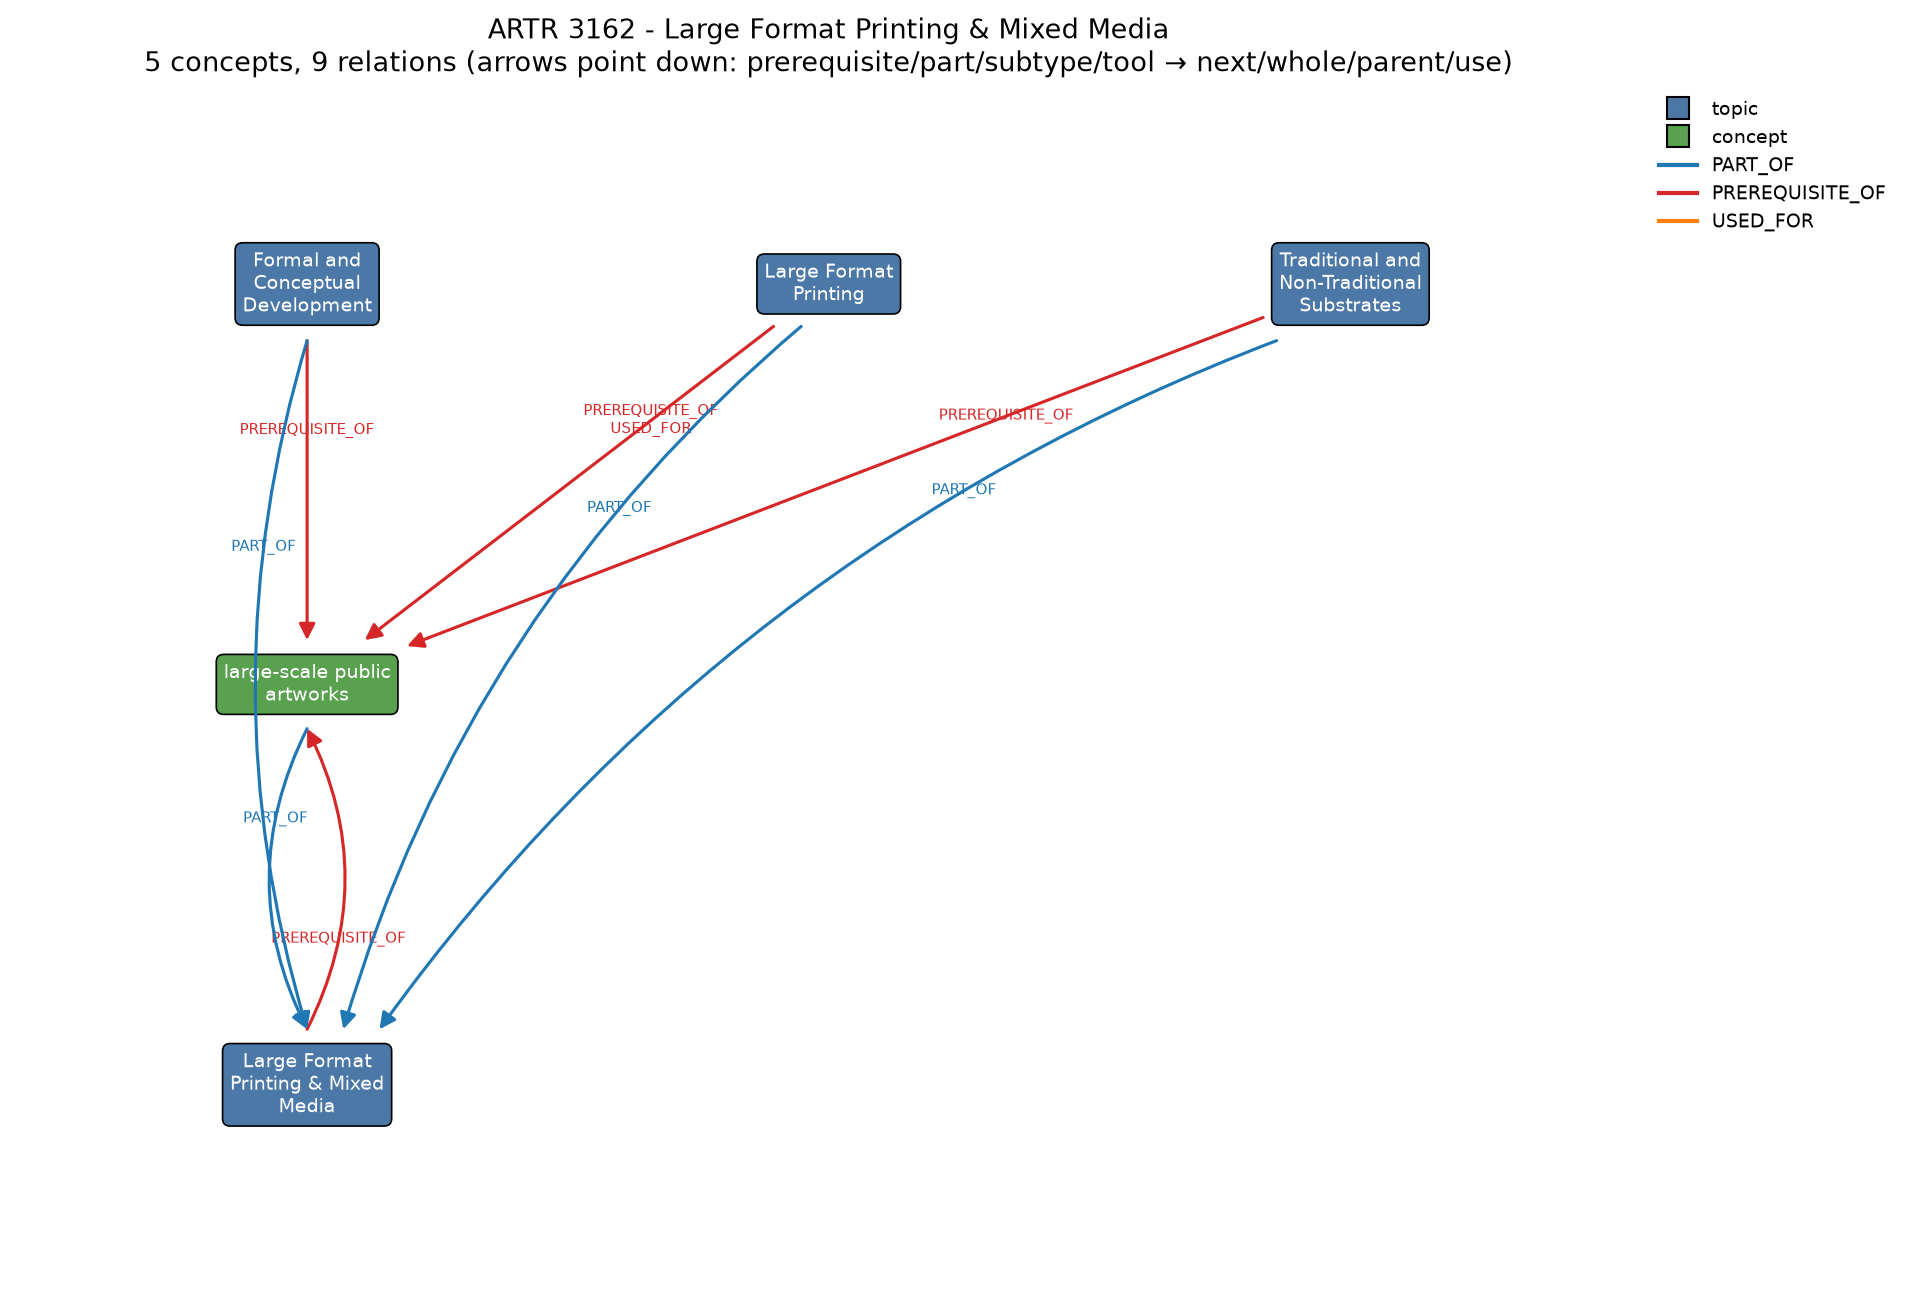 ARTR 3162 - Large Format Printing & Mixed Media
5 concepts, 9 relations (arrows point down: prerequisite/part/subtype/tool → next/whole/parent/use)
topic
concept
PART_OF
PREREQUISITE_OF
USED_FOR
Formal and
Conceptual
Development
Large Format
Printing
Traditional and
Non-Traditional
Substrates
PREREQUISITE_OF
PREREQUISITE_OF
USED_FOR
PREREQUISITE_OF
PART_OF
PART_OF
PART_OF
large-scale public
artworks
PART_OF
PREREQUISITE_OF
Large Format
Printing & Mixed
Media